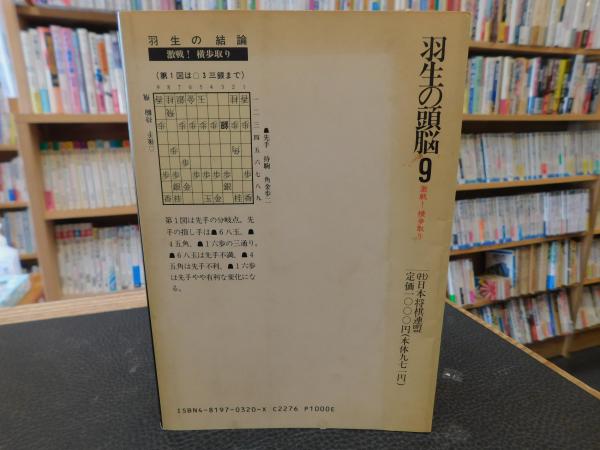 羽生の結論
激戦！ 横歩取り
（第1図は☖3三銀まで）
9 8 7 6 5 4 3 2 1
一二三四五六七八九
☗先手 持駒 角金歩二
第1図は先手の分岐点。先
手の指し手は☗6八玉、☗
4五角、☗1六歩の三通り。
☗6八玉は先手不満、☗4
五角は先手不利、☗1六歩
は先手やや有利な変化にな
る。
羽生の頭脳 9
激戦！横歩取り
(社)日本将棋連盟
定価一〇〇〇円(本体九七一円)
ISBN4-8197-0320-X C2276 P1000E